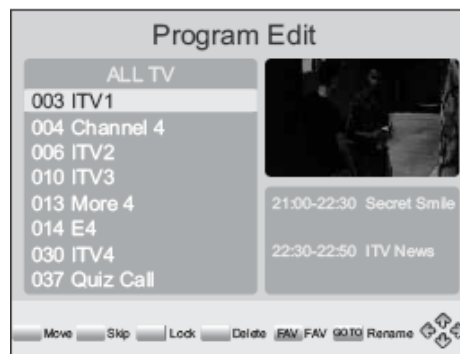 Program Edit
ALL TV
003 ITV1
004 Channel 4
006 ITV2
010 ITV3
013 More 4
014 E4
030 ITV4
037 Quiz Call
21:00-22:30 Secret Smile
22:30-22:50 ITV News
Move Skip Lock Delete FAV FAV GOTO Rename